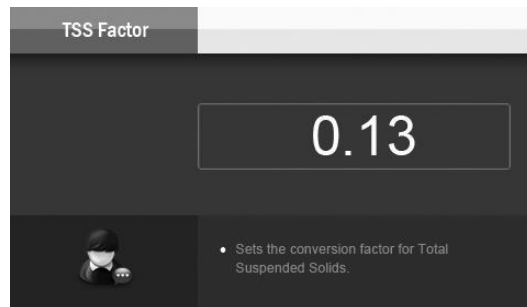 TSS Factor
0.13
• Sets the conversion factor for Total
Suspended Solids.